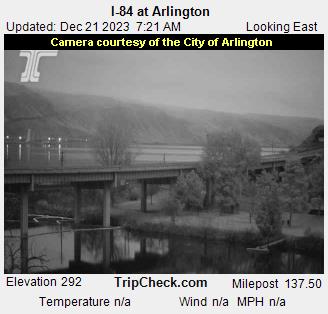 I-84 at Arlington
Updated: Dec 21 2023 7:21 AM Looking East
Camera courtesy of the City of Arlington
Elevation 292 TripCheck.com Milepost 137.50
Temperature n/a Wind n/a MPH n/a